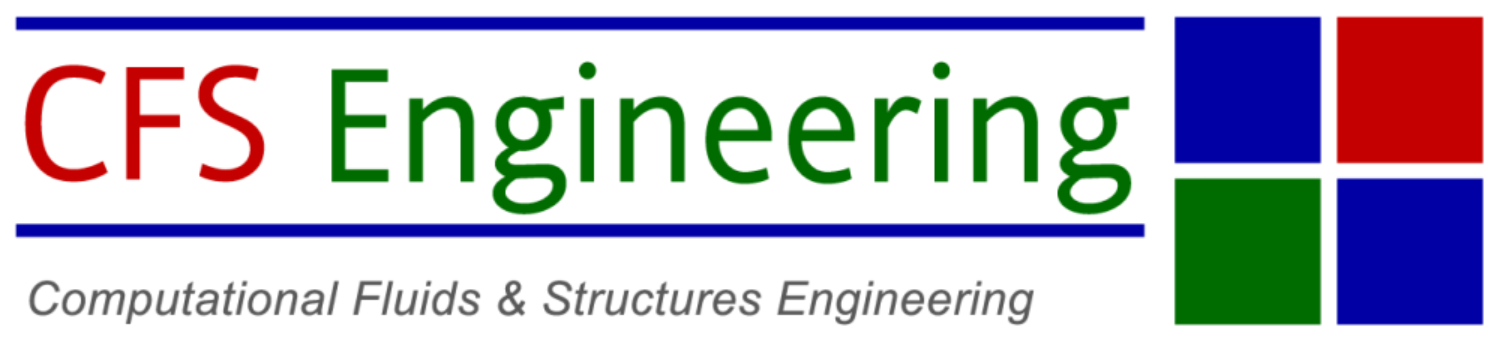 CFS Engineering
Computational Fluids & Structures Engineering